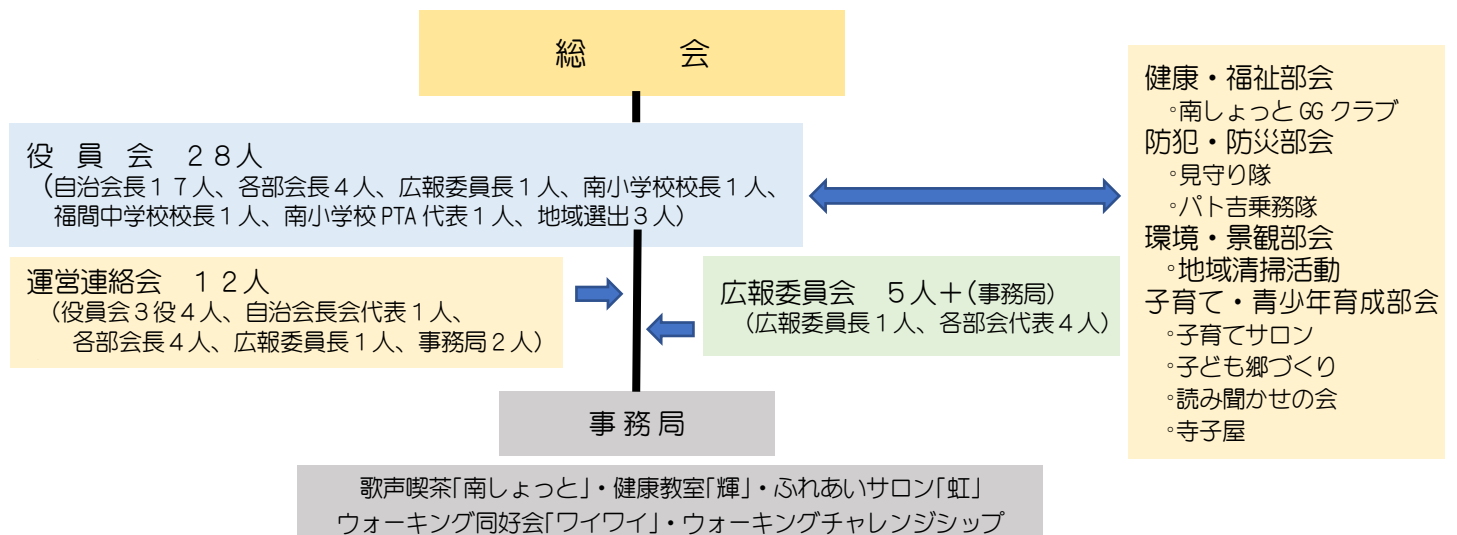 総　会
役 員 会　２８人
（自治会長１７人、各部会長４人、広報委員長１人、南小学校校長１人、
福間中学校校長１人、南小学校 PTA 代表１人、地域選出３人）
運営連絡会　１２人
（役員会３役４人、自治会長会代表１人、
各部会長４人、広報委員長１人、事務局２人）
広報委員会　５人＋（事務局）
（広報委員長１人、各部会代表４人）
事務局
歌声喫茶「南しょっと」・健康教室「輝」・ふれあいサロン「虹」
ウォーキング同好会「ワイワイ」・ウォーキングチャレンジシップ
健康・福祉部会
◦南しょっと GG クラブ
防犯・防災部会
◦見守り隊
◦パト吉乗務隊
環境・景観部会
◦地域清掃活動
子育て・青少年育成部会
◦子育てサロン
◦子ども郷づくり
◦読み聞かせの会
◦寺子屋